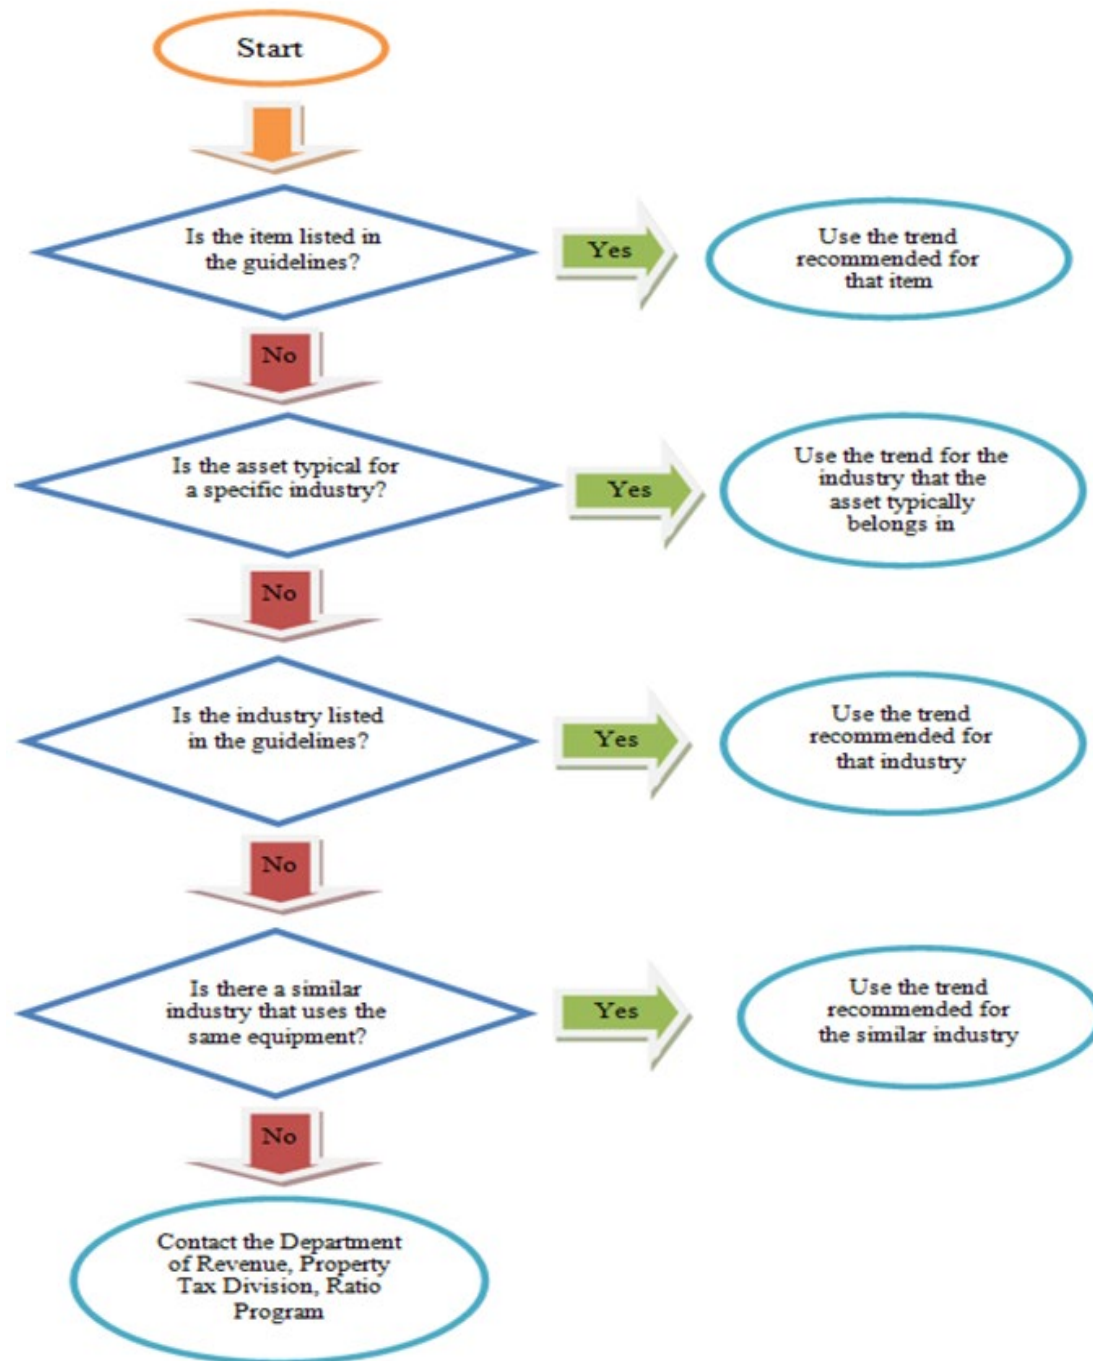 Start
Is the item listed in
the guidelines?
Yes
Use the trend
recommended for
that item
No
Is the asset typical for
a specific industry?
Yes
Use the trend for the
industry that the
asset typically
belongs in
No
Is the industry listed
in the guidelines?
Yes
Use the trend
recommended for
that industry
No
Is there a similar
industry that uses the
same equipment?
Yes
Use the trend
recommended for
the similar industry
No
Contact the Department
of Revenue, Property
Tax Division, Ratio
Program